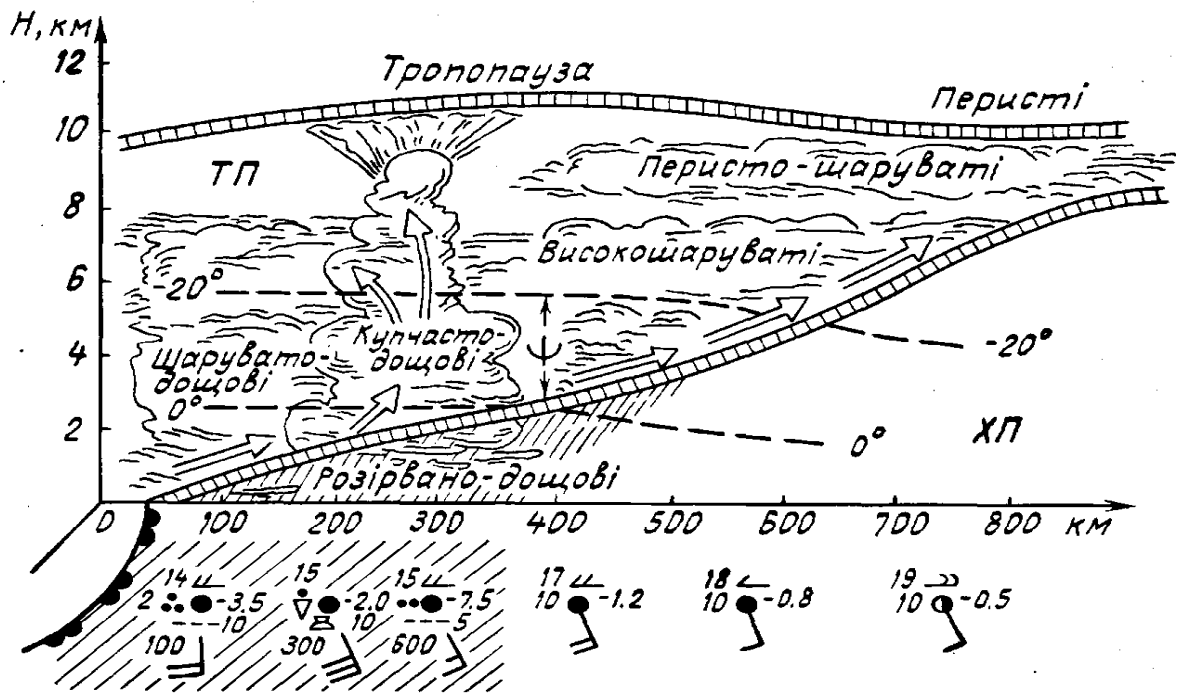 Н, км
12
10
8
6
4
2
Тропопауза
Перисті
ТП
Перисто-шаруваті
Високошаруваті
-20°
Купчасто-
дощові
Шарувато-
дощові
0°
-20°
0°
ХП
Розірвано-дощові
0 100 200 300 400 500 600 700 800 км
14 15 15 17 18 19
2 -3.5 -2.0 -7.5 10 -1.2 10 -0.8 10 -0.5
10 10 5
100 300 600